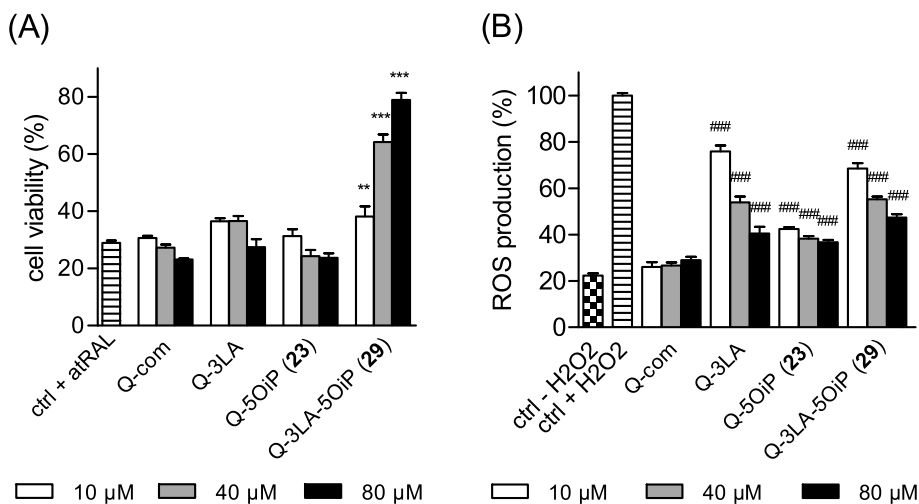 (A)
cell viability (%)
80
60
40
20
0
***
***
**
ctrl + atRAL
Q-com
Q-3LA
Q-5OiP (23)
Q-3LA-5OiP (29)
10 µM
40 µM
80 µM
(B)
ROS production (%)
100
80
60
40
20
0
###
###
###
###
###
###
###
###
###
ctrl - H2O2
ctrl + H2O2
Q-com
Q-3LA
Q-5OiP (23)
Q-3LA-5OiP (29)
10 µM
40 µM
80 µM